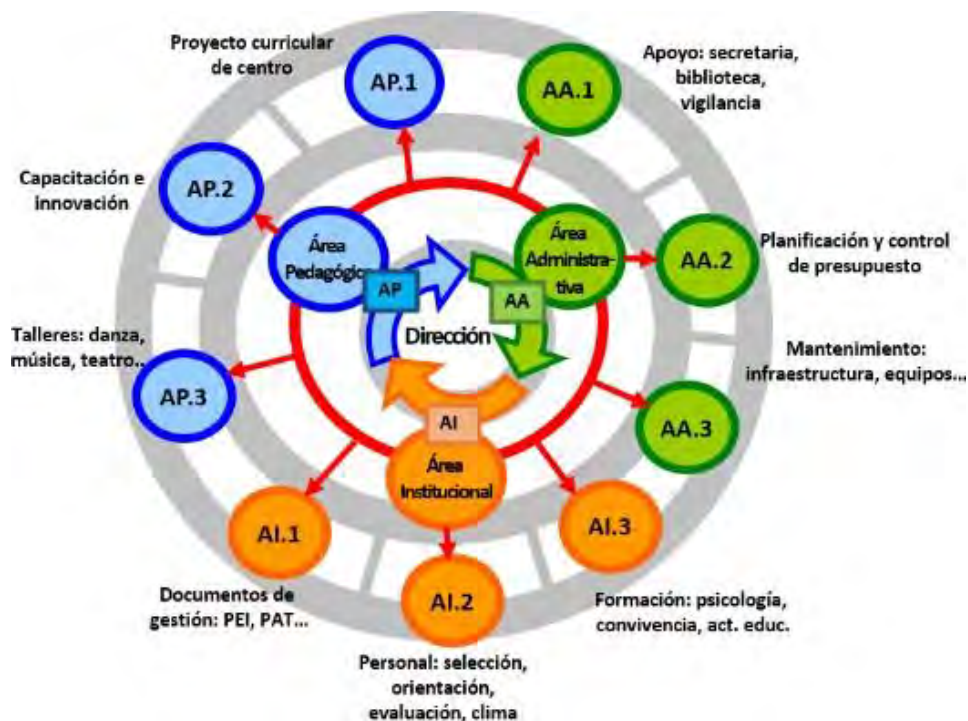 Proyecto curricular
de centro
AP.1
AA.1
Apoyo: secretaria,
biblioteca,
vigilancia
Capacitación e
innovación
AP.2
Área
Pedagógic
AP
Área
Administra-
tiva
AA
AA.2
Planificación y control
de presupuesto
Dirección
Talleres: danza,
música, teatro..
AP.3
Mantenimiento:
infraestructura, equipos...
AA.3
AI
Área
Institucional
AI.1
Documentos de
gestión: PEI, PAT...
AI.2
Personal: selección,
orientación,
evaluación, clima
AI.3
Formación: psicología,
convivencia, act. educ.